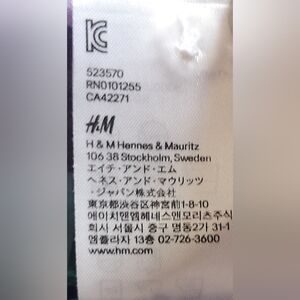 KC
523570
RN0101255
CA42271
H&M
H & M Hennes & Mauritz
106 38 Stockholm, Sweden
エイチ・アンド・エム
ヘネス・アンド・マウリッツ
・ジャパン株式会社
東京都渋谷区神宮前1-8-10
에이치앤엠헤네스앤모리츠주식
회사 서울시 중구 명동2가 31-1
엠플라자 13층 02-726-3600
www.hm.com